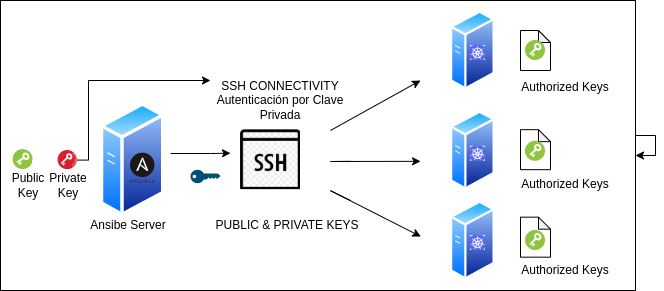 SSH CONNECTIVITY
Autenticación por Clave
Privada
SSH
PUBLIC & PRIVATE KEYS
Public
Key
Private
Key
Ansibe Server
Authorized Keys
Authorized Keys
Authorized Keys